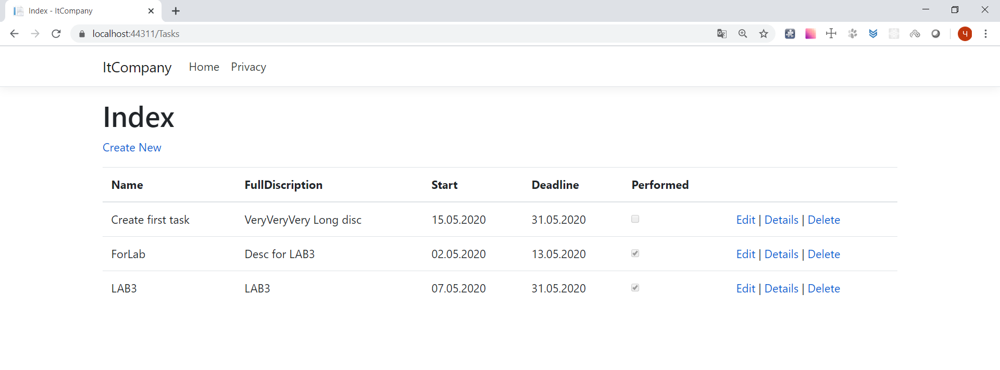 Index - ItCompany
localhost:44311/Tasks
Ч
ItCompany Home Privacy
Index
Create New
Name FullDiscription Start Deadline Performed
Create first task VeryVeryVery Long disc 15.05.2020 31.05.2020 Edit | Details | Delete
ForLab Desc for LAB3 02.05.2020 13.05.2020 Edit | Details | Delete
LAB3 LAB3 07.05.2020 31.05.2020 Edit | Details | Delete